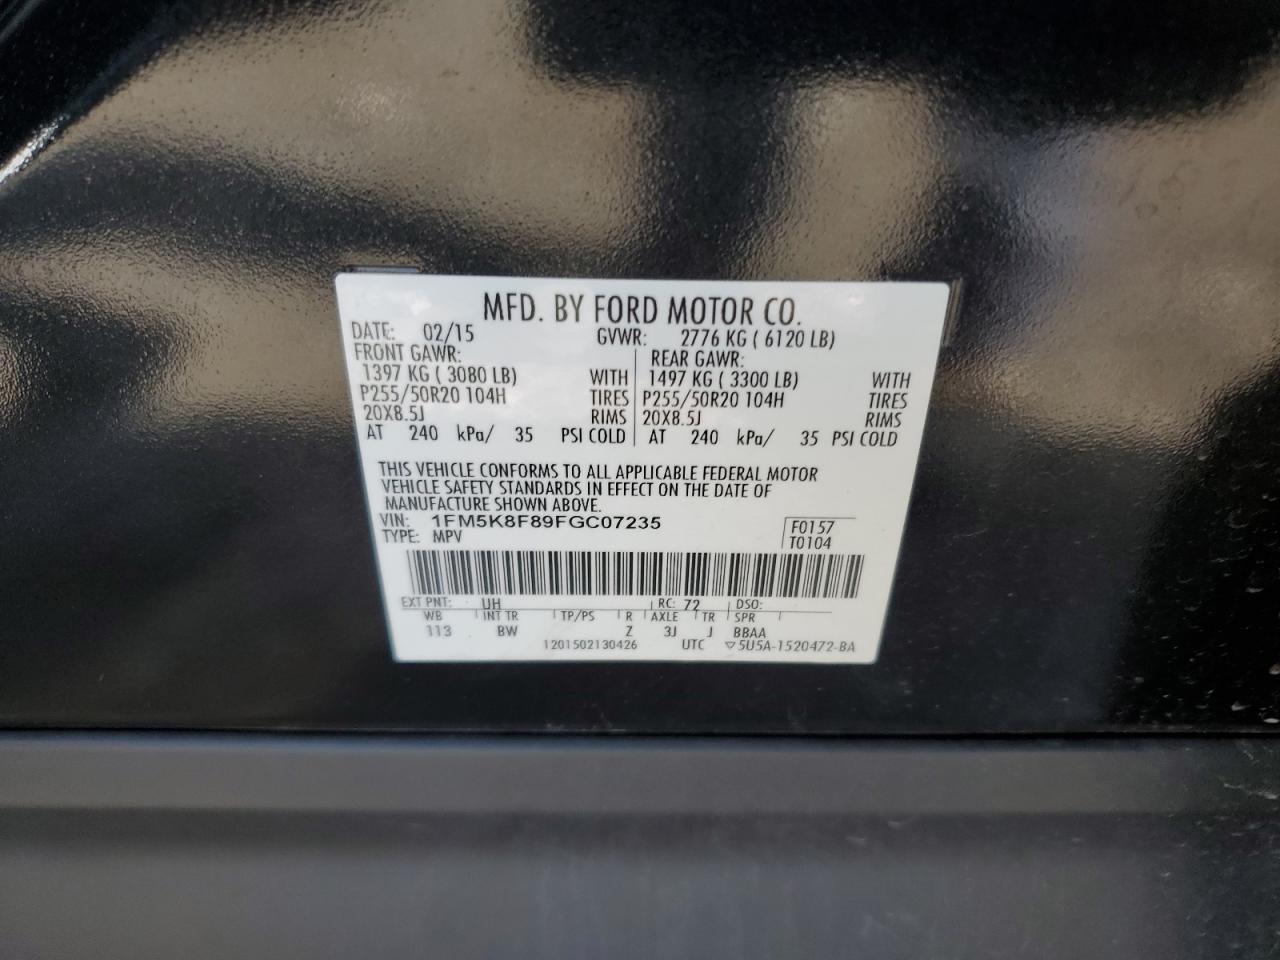 MFD. BY FORD MOTOR CO.
DATE: 02/15 GVWR: 2776 KG ( 6120 LB)
FRONT GAWR: REAR GAWR:
1397 KG ( 3080 LB) WITH 1497 KG ( 3300 LB) WITH
P255/50R20 104H TIRES P255/50R20 104H TIRES
20X8.5J RIMS 20X8.5J RIMS
AT 240 kPa/ 35 PSI COLD AT 240 kPa/ 35 PSI COLD
THIS VEHICLE CONFORMS TO ALL APPLICABLE FEDERAL MOTOR
VEHICLE SAFETY STANDARDS IN EFFECT ON THE DATE OF
MANUFACTURE SHOWN ABOVE.
VIN: 1FM5K8F89FGC07235 F0157
TYPE: MPV T0104
EXT PNT: UH RC: 72 DSO:
WB INT TR TP/PS R AXLE TR SPR
113 BW Z 3J J BBAA
1201502130426 UTC ▽5U5A-1520472-BA